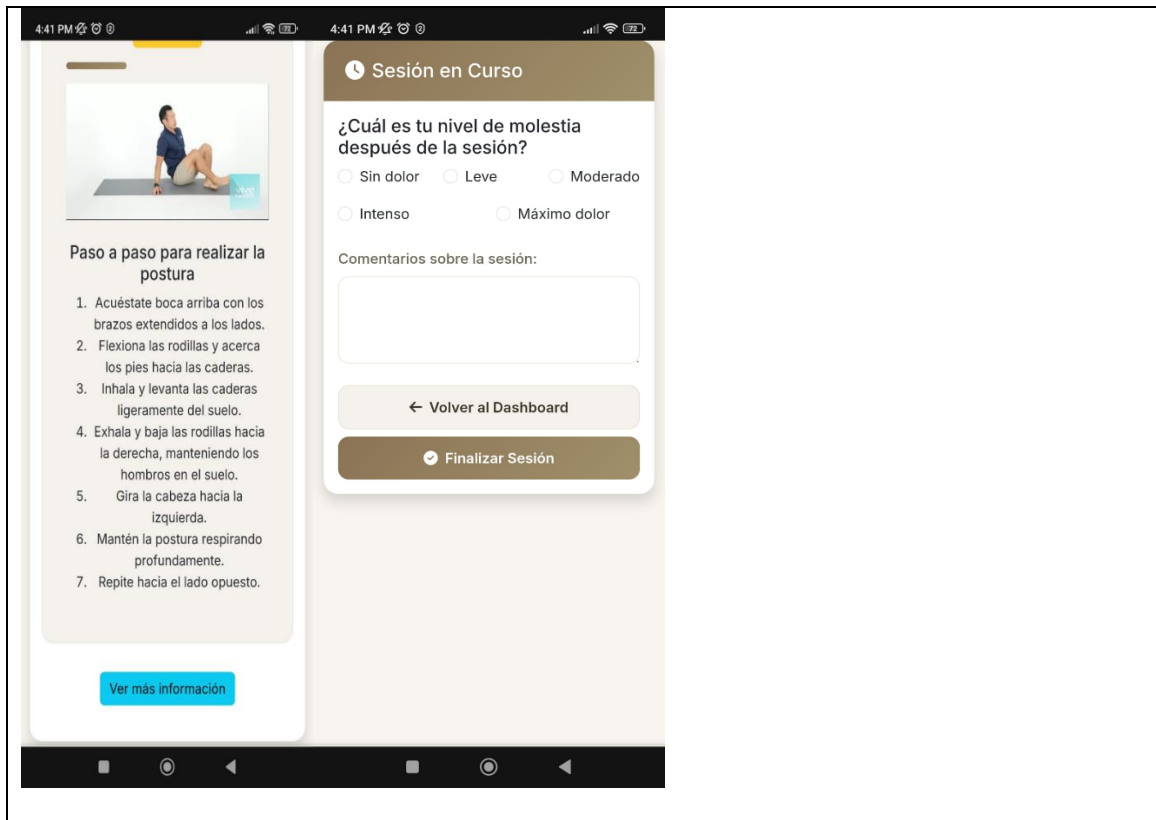 4:41 PM
72
Paso a paso para realizar la
postura
1. Acuéstate boca arriba con los
brazos extendidos a los lados.
2. Flexiona las rodillas y acerca
los pies hacia las caderas.
3. Inhala y levanta las caderas
ligeramente del suelo.
4. Exhala y baja las rodillas hacia
la derecha, manteniendo los
hombros en el suelo.
5. Gira la cabeza hacia la
izquierda.
6. Mantén la postura respirando
profundamente.
7. Repite hacia el lado opuesto.
Ver más información
4:41 PM
72
Sesión en Curso
¿Cuál es tu nivel de molestia
después de la sesión?
Sin dolor Leve Moderado
Intenso Máximo dolor
Comentarios sobre la sesión:
Volver al Dashboard
Finalizar Sesión